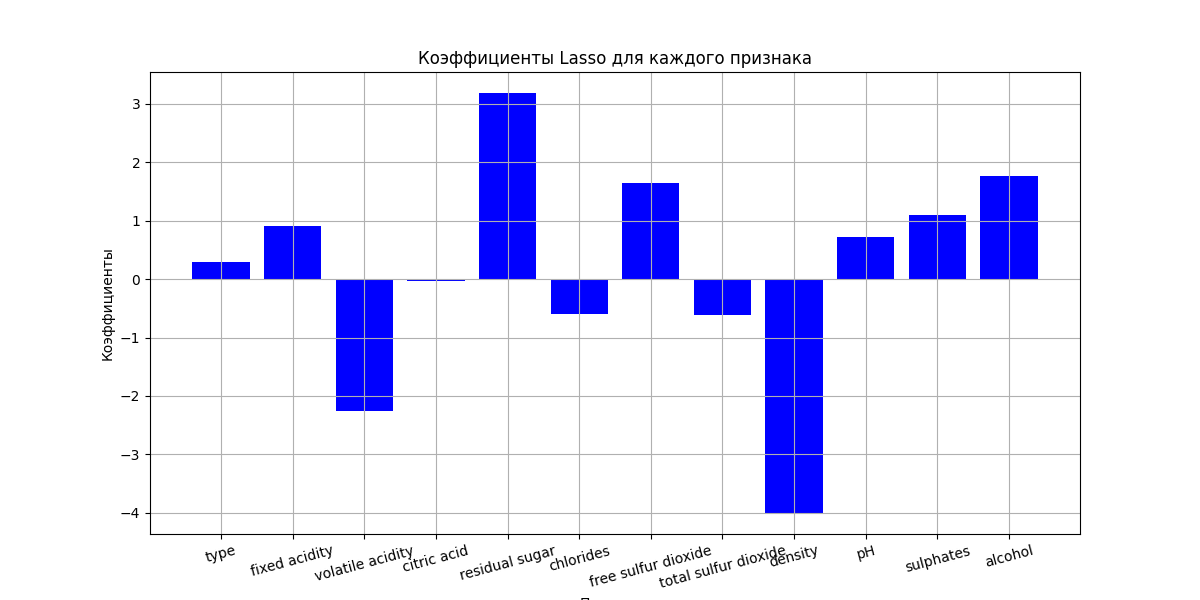 Коэффициенты Lasso для каждого признака
Коэффициенты
3
2
1
0
−1
−2
−3
−4
type
fixed acidity
volatile acidity
citric acid
residual sugar
chlorides
free sulfur dioxide
total sulfur dioxide
density
pH
sulphates
alcohol